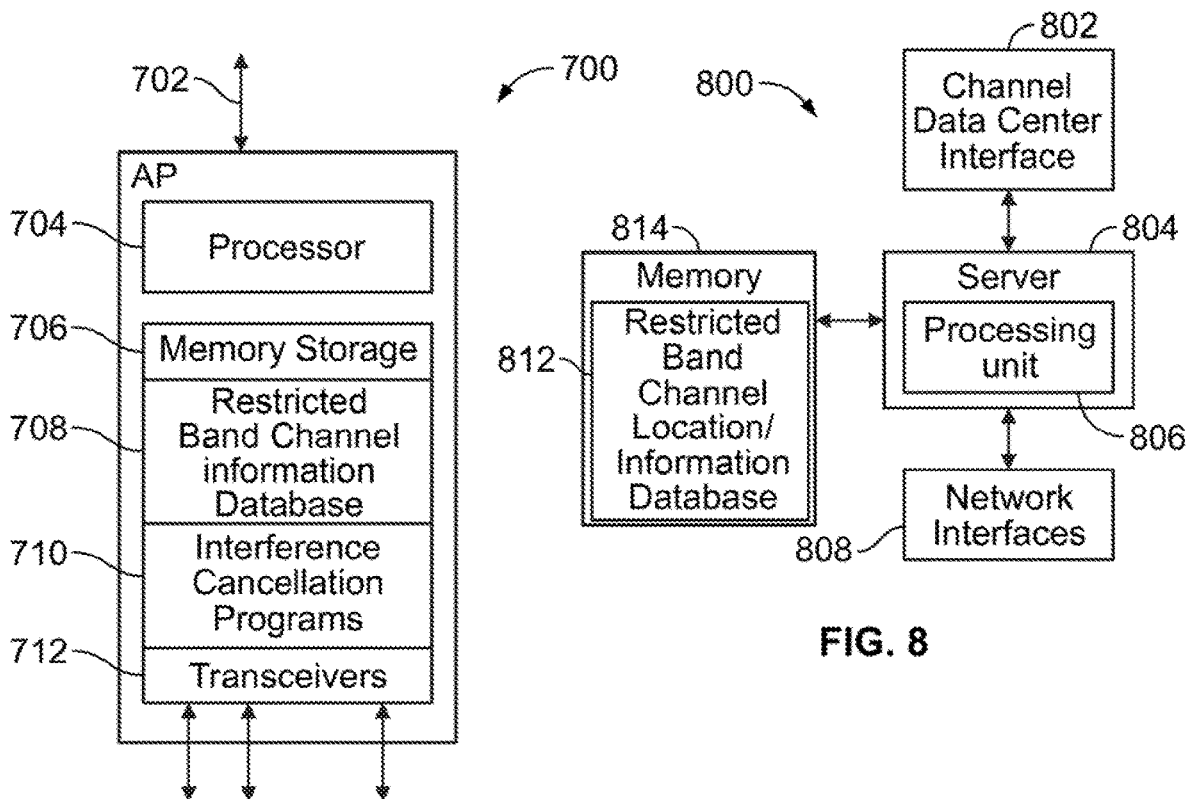 702
700
AP
704
Processor
706
Memory Storage
708
Restricted
Band Channel
information
Database
710
Interference
Cancellation
Programs
712
Transceivers
800
802
Channel
Data Center
Interface
814
Memory
812
Restricted
Band
Channel
Location/
Information
Database
804
Server
Processing
unit
806
808
Network
Interfaces
FIG. 8